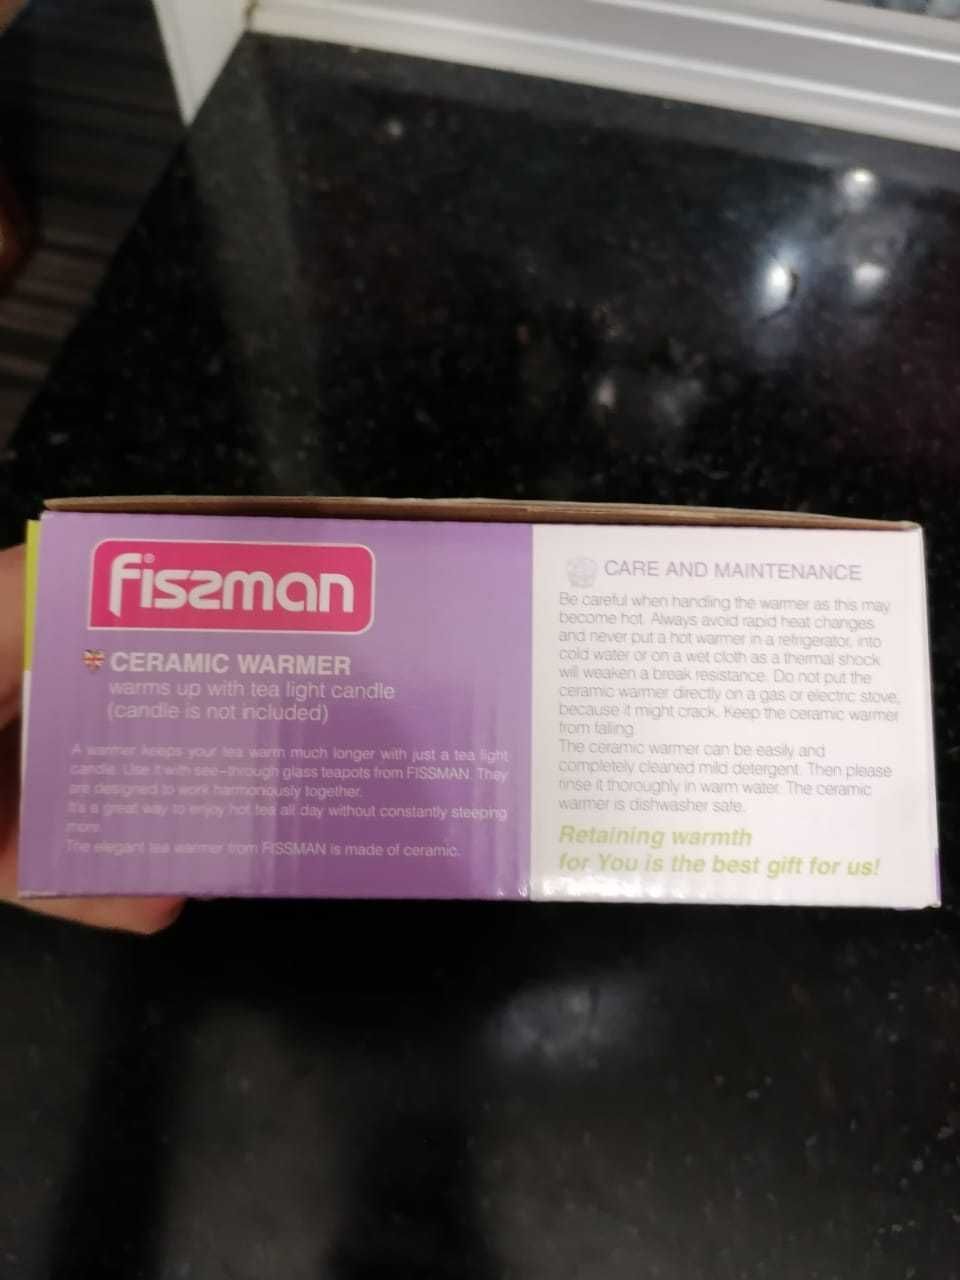 fissman®
CERAMIC WARMER
warms up with tea light candle
(candle is not included)
A warmer keeps your tea warm much longer with just a tea light
candle. Use it with see-through glass teapots from FISSMAN. They
are designed to work harmoniously together.
It's a great way to enjoy hot tea all day without constantly steeping
more.
The elegant tea warmer from FISSMAN is made of ceramic.
CARE AND MAINTENANCE
Be careful when handling the warmer as this may
become hot. Always avoid rapid heat changes
and never put a hot warmer in a refrigerator, into
cold water or on a wet cloth as a thermal shock
will weaken a break resistance. Do not put the
ceramic warmer directly on a gas or electric stove,
because it might crack. Keep the ceramic warmer
from falling.
The ceramic warmer can be easily and
completely cleaned mild detergent. Then please
rinse it thoroughly in warm water. The ceramic
warmer is dishwasher safe.
Retaining warmth
for You is the best gift for us!